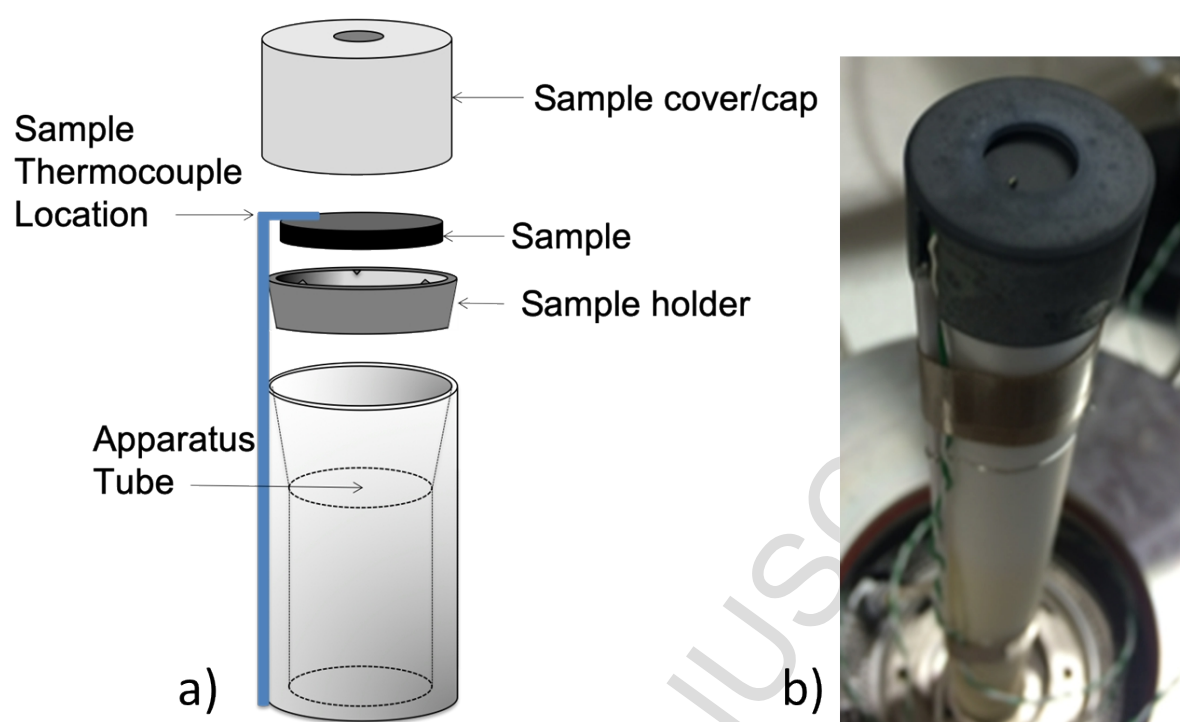 Sample cover/cap
Sample
Thermocouple
Location
Sample
Sample holder
Apparatus
Tube
a)
b)